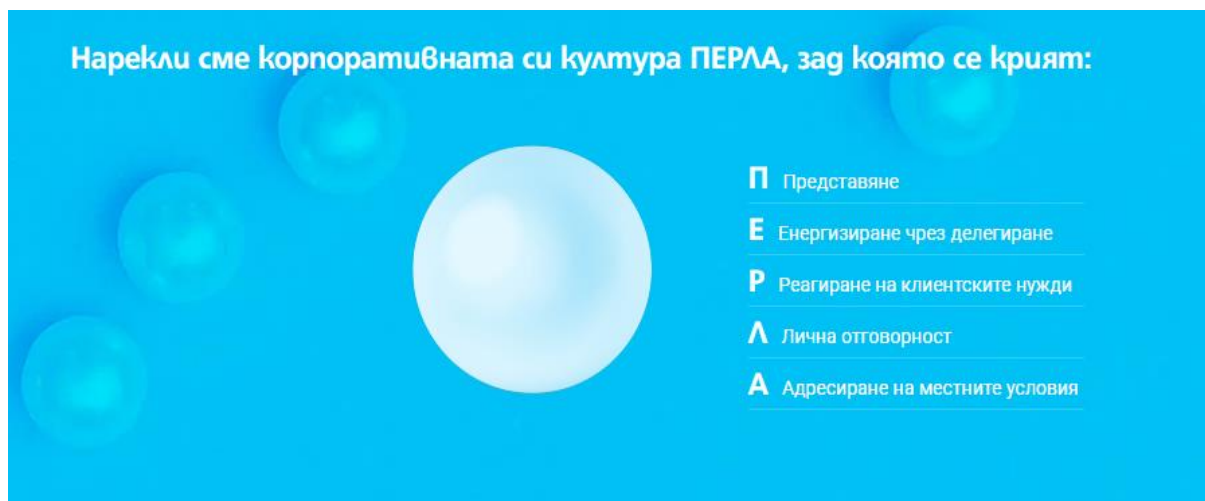 Нарекли сме корпоративната си култура ПЕРЛА, зад която се крият:
П Представяне
Е Енергизиране чрез делегиране
Р Реагиране на клиентските нужди
Л Лична отговорност
А Адресиране на местните условия